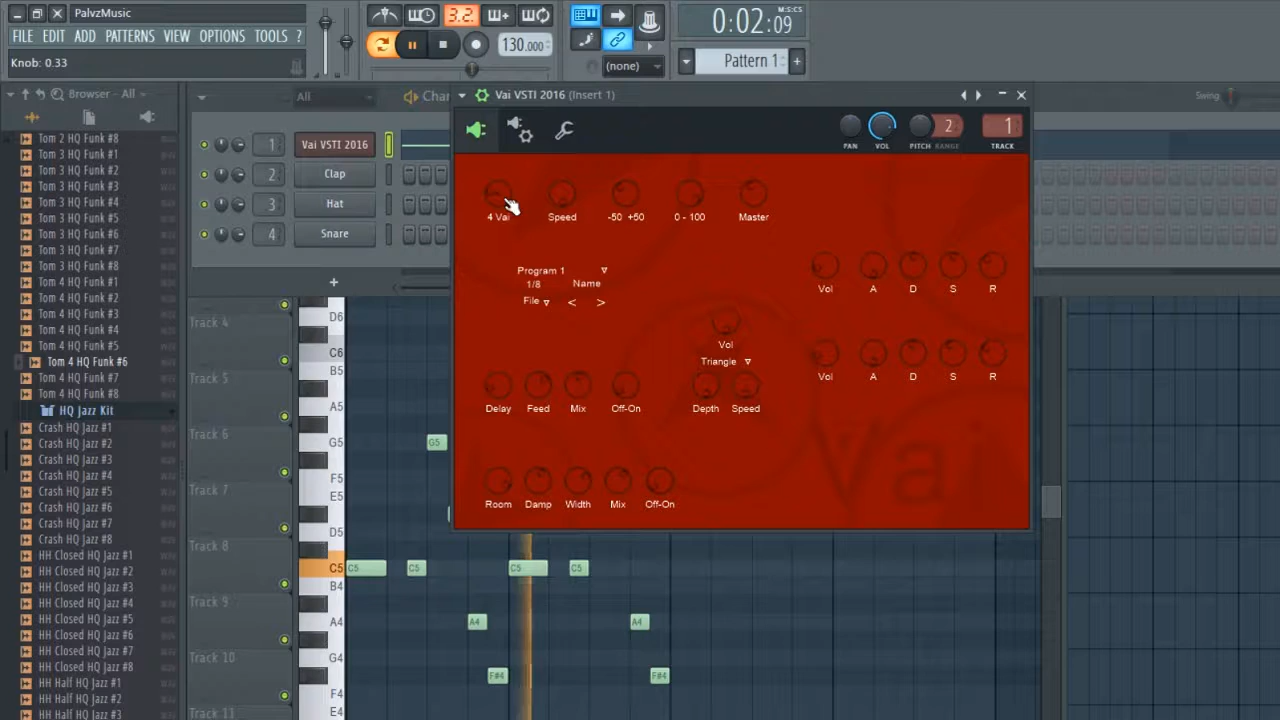 PalvzMusic
FILE EDIT ADD PATTERNS VIEW OPTIONS TOOLS ?
Knob: 0.33
3.2.
130.000
(none)
0:02:09
M:S:CS
Pattern 1
Browser - All
All
Chan
Swing
Tom 2 HQ Funk #8
Tom 3 HQ Funk #1
Tom 3 HQ Funk #2
Tom 3 HQ Funk #3
Tom 3 HQ Funk #4
Tom 3 HQ Funk #5
Tom 3 HQ Funk #6
Tom 3 HQ Funk #7
Tom 3 HQ Funk #8
Tom 4 HQ Funk #1
Tom 4 HQ Funk #2
Tom 4 HQ Funk #3
Tom 4 HQ Funk #4
Tom 4 HQ Funk #5
Tom 4 HQ Funk #6
Tom 4 HQ Funk #7
Tom 4 HQ Funk #8
HQ Jazz Kit
Crash HQ Jazz #1
Crash HQ Jazz #2
Crash HQ Jazz #3
Crash HQ Jazz #4
Crash HQ Jazz #5
Crash HQ Jazz #6
Crash HQ Jazz #7
Crash HQ Jazz #8
HH Closed HQ Jazz #1
HH Closed HQ Jazz #2
HH Closed HQ Jazz #3
HH Closed HQ Jazz #4
HH Closed HQ Jazz #5
HH Closed HQ Jazz #6
HH Closed HQ Jazz #7
HH Closed HQ Jazz #8
HH Half HQ Jazz #1
HH Half HQ Jazz #2
HH Half HQ Jazz #3
1 Vai VSTI 2016
2 Clap
3 Hat
4 Snare
Track 4
Track 5
Track 6
Track 7
Track 8
Track 9
Track 10
Track 11
D6
C6
B5
A5
G5
F5
E5
D5
C5
B4
A4
G4
F4
E4
G5
C5 C5 C5 C5
A4 A4
F#4 F#4
Vai VSTI 2016 (Insert 1)
2 1
PAN VOL PITCH RANGE TRACK
4 Vai Speed -50 +50 0 - 100 Master
Program 1
1/8 Name
File < >
Vol A D S R
Vol
Triangle
Vol A D S R
Delay Feed Mix Off-On Depth Speed
Room Damp Width Mix Off-On
Vai